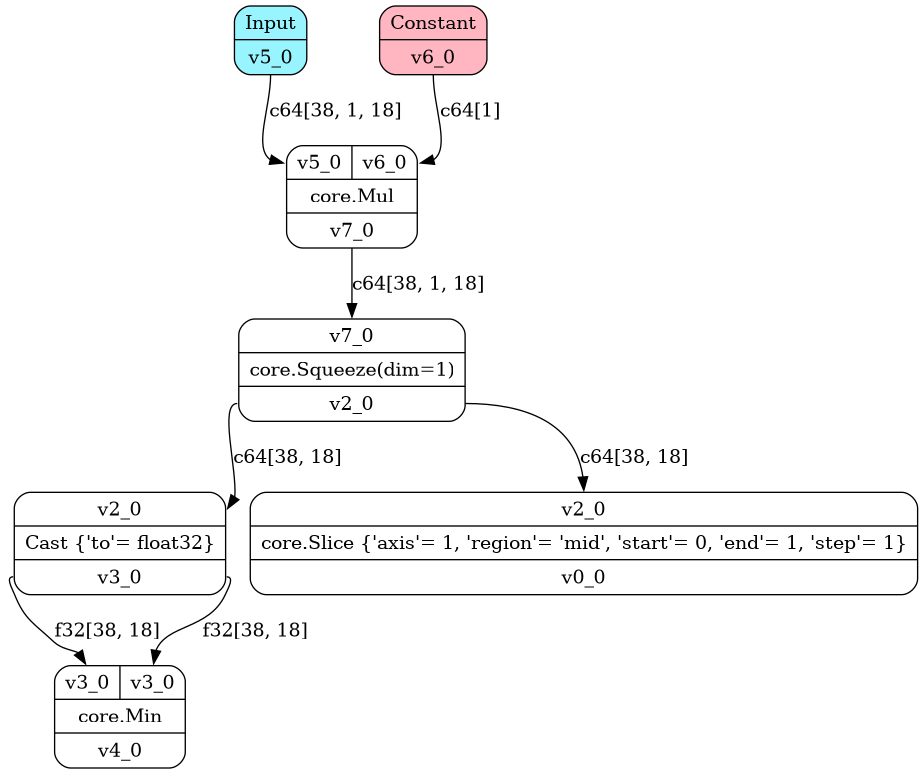 Input
v5_0
Constant
v6_0
c64[38, 1, 18]
c64[1]
v5_0 v6_0
core.Mul
v7_0
c64[38, 1, 18]
v7_0
core.Squeeze(dim=1)
v2_0
c64[38, 18]
c64[38, 18]
v2_0
Cast {'to'= float32}
v3_0
v2_0
core.Slice {'axis'= 1, 'region'= 'mid', 'start'= 0, 'end'= 1, 'step'= 1}
v0_0
f32[38, 18]
f32[38, 18]
v3_0 v3_0
core.Min
v4_0